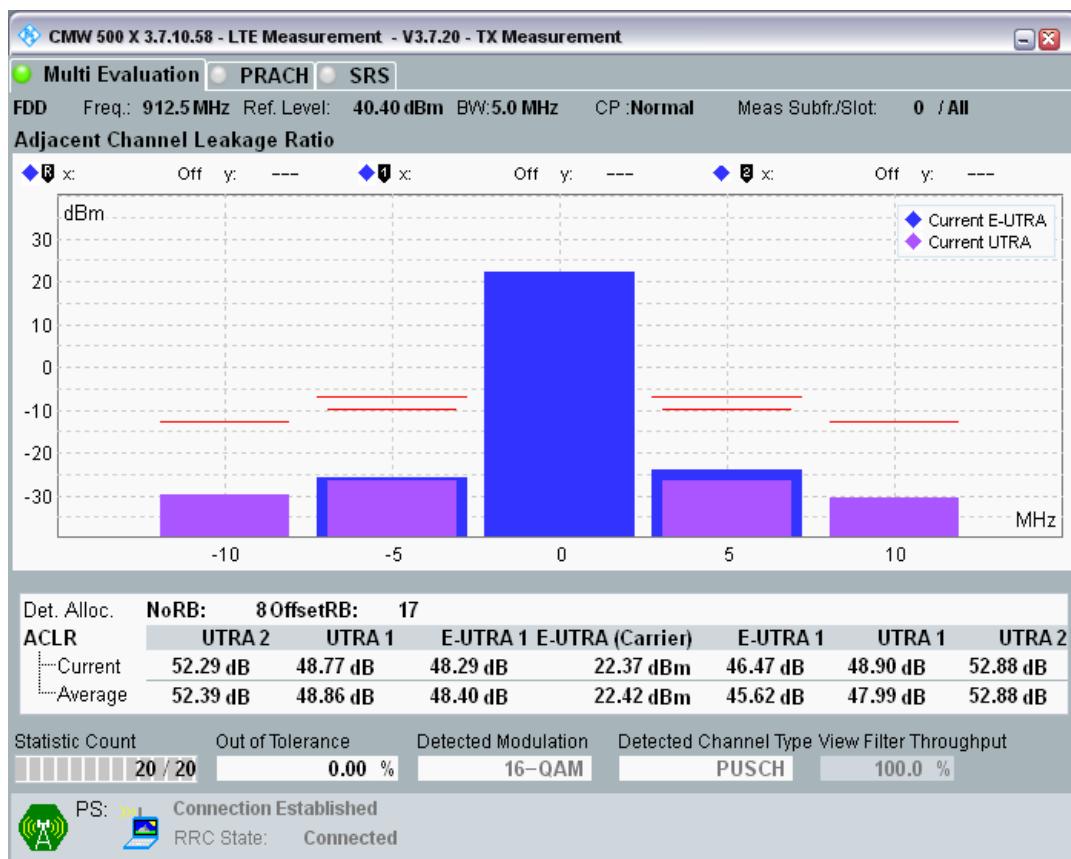 CMW 500 X 3.7.10.58 - LTE Measurement - V3.7.20 - TX Measurement
Multi Evaluation PRACH SRS
FDD Freq.: 912.5 MHz Ref. Level: 40.40 dBm BW:5.0 MHz CP :Normal Meas Subfr./Slot: 0 / All
Adjacent Channel Leakage Ratio
R x: Off y: --- 1 x: Off y: --- 2 x: Off y: ---
dBm
Current E-UTRA
Current UTRA
30
20
10
0
-10
-20
-30
MHz
-10 -5 0 5 10
Det. Alloc. NoRB: 8 OffsetRB: 17
ACLR UTRA 2 UTRA 1 E-UTRA 1 E-UTRA (Carrier) E-UTRA 1 UTRA 1 UTRA 2
Current 52.29 dB 48.77 dB 48.29 dB 22.37 dBm 46.47 dB 48.90 dB 52.88 dB
Average 52.39 dB 48.86 dB 48.40 dB 22.42 dBm 45.62 dB 47.99 dB 52.88 dB
Statistic Count Out of Tolerance Detected Modulation Detected Channel Type View Filter Throughput
20 / 20 0.00 % 16-QAM PUSCH 100.0 %
PS: Connection Established
RRC State: Connected